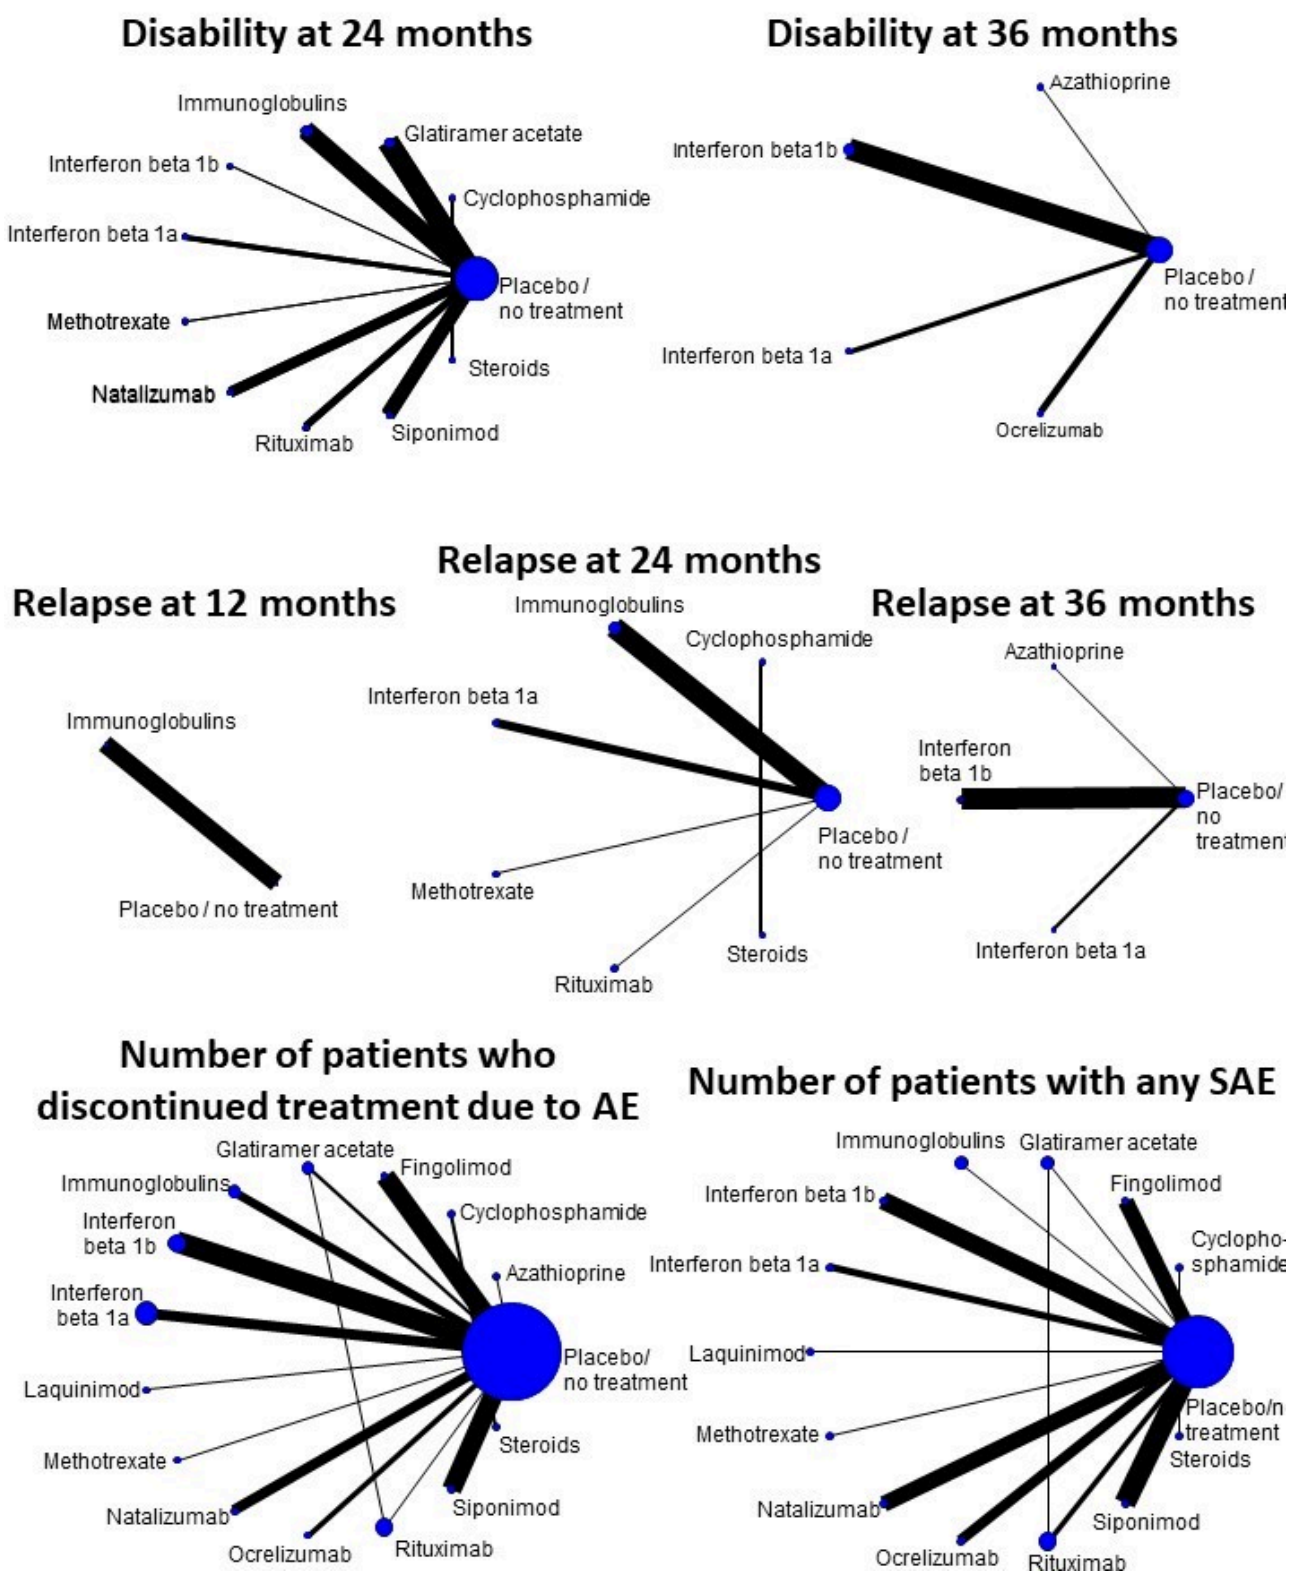 Disability at 24 months
Immunoglobulins
Glatiramer acetate
Interferon beta 1b
Cyclophosphamide
Interferon beta 1a
Placebo /
no treatment
Methotrexate
Steroids
Natalizumab
Siponimod
Rituximab
Disability at 36 months
Azathioprine
Interferon beta 1b
Placebo /
no treatment
Interferon beta 1a
Ocrelizumab
Relapse at 12 months
Immunoglobulins
Placebo / no treatment
Relapse at 24 months
Immunoglobulins
Cyclophosphamide
Interferon beta 1a
Placebo /
no treatment
Methotrexate
Steroids
Rituximab
Relapse at 36 months
Azathioprine
Interferon
beta 1b
Placebo/
no
treatment
Interferon beta 1a
Number of patients who
discontinued treatment due to AE
Glatiramer acetate
Fingolimod
Immunoglobulins
Cyclophosphamide
Interferon
beta 1b
Azathioprine
Interferon
beta 1a
Placebo/
no treatment
Laquinimod
Steroids
Methotrexate
Siponimod
Natalizumab
Rituximab
Ocrelizumab
Number of patients with any SAE
Immunoglobulins
Glatiramer acetate
Fingolimod
Interferon beta 1b
Cyclopho-
sphamide
Interferon beta 1a
Laquinimod
Placebo/n
treatment
Methotrexate
Steroids
Natalizumab
Siponimod
Ocrelizumab
Rituximab